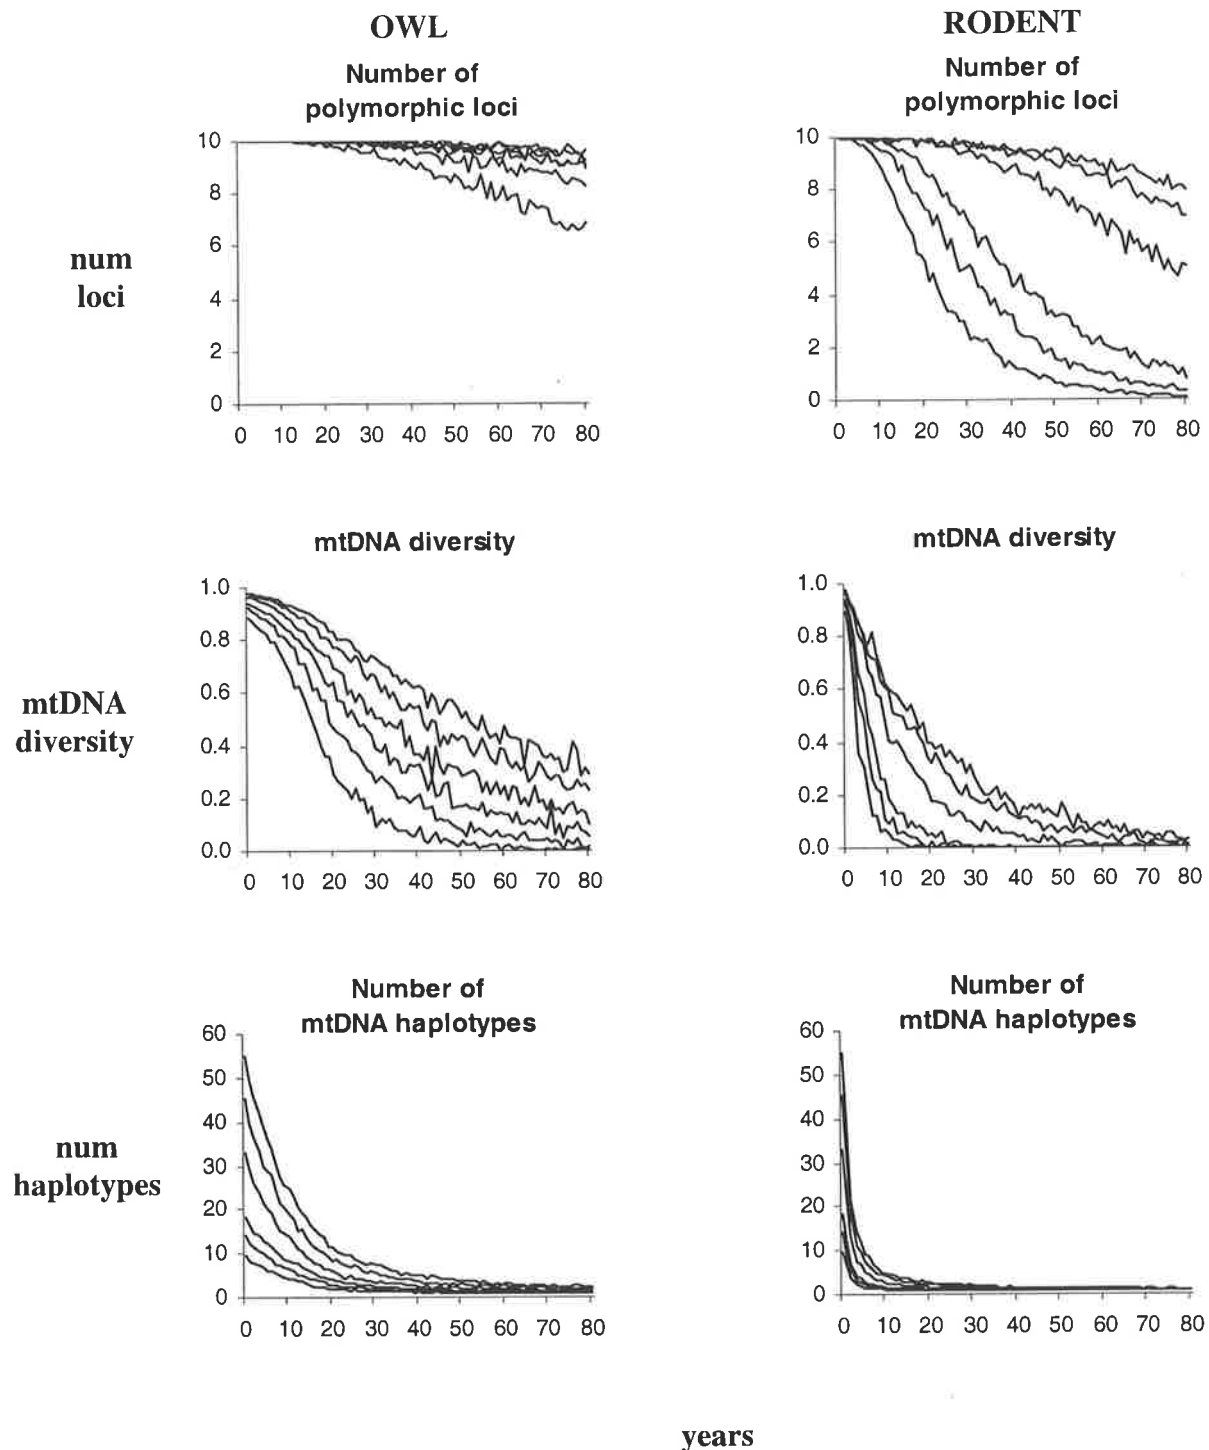 OWL
RODENT
Number of
polymorphic loci
Number of
polymorphic loci
num
loci
10
8
6
4
2
0
0 10 20 30 40 50 60 70 80
10
8
6
4
2
0
0 10 20 30 40 50 60 70 80
mtDNA diversity
mtDNA diversity
mtDNA
diversity
1.0
0.8
0.6
0.4
0.2
0.0
0 10 20 30 40 50 60 70 80
1.0
0.8
0.6
0.4
0.2
0.0
0 10 20 30 40 50 60 70 80
Number of
mtDNA haplotypes
Number of
mtDNA haplotypes
num
haplotypes
60
50
40
30
20
10
0
0 10 20 30 40 50 60 70 80
60
50
40
30
20
10
0
0 10 20 30 40 50 60 70 80
years